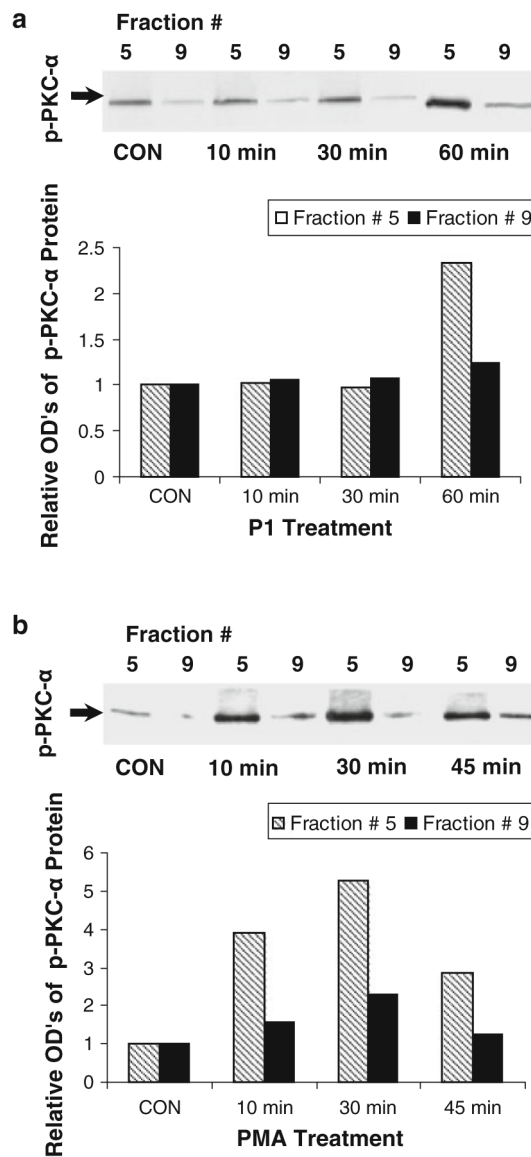 a
Fraction #
5 9 5 9 5 9 5 9
p-PKC-α
CON 10 min 30 min 60 min
Fraction # 5 Fraction # 9
Relative OD's of p-PKC-α Protein
2.5
2
1.5
1
0.5
0
CON 10 min 30 min 60 min
P1 Treatment
b
Fraction #
5 9 5 9 5 9 5 9
p-PKC-α
CON 10 min 30 min 45 min
Fraction # 5 Fraction # 9
Relative OD's of p-PKC-α Protein
6
5
4
3
2
1
0
CON 10 min 30 min 45 min
PMA Treatment